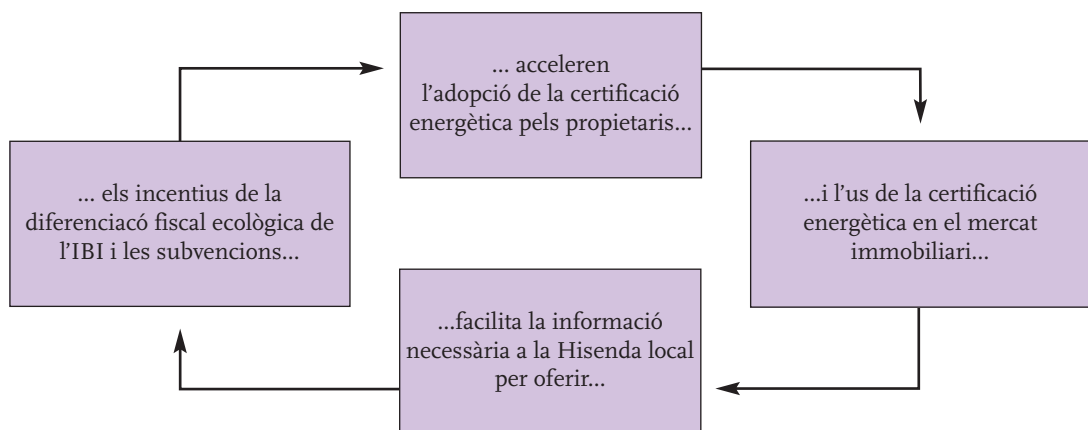 ... acceleren
l'adopció de la certificació
energètica pels propietaris...
...i l'us de la certificació
energètica en el mercat
immobiliari...
...facilita la informació
necessària a la Hisenda local
per oferir...
... els incentius de la
diferenciacó fiscal ecològica de
l'IBI i les subvencions...